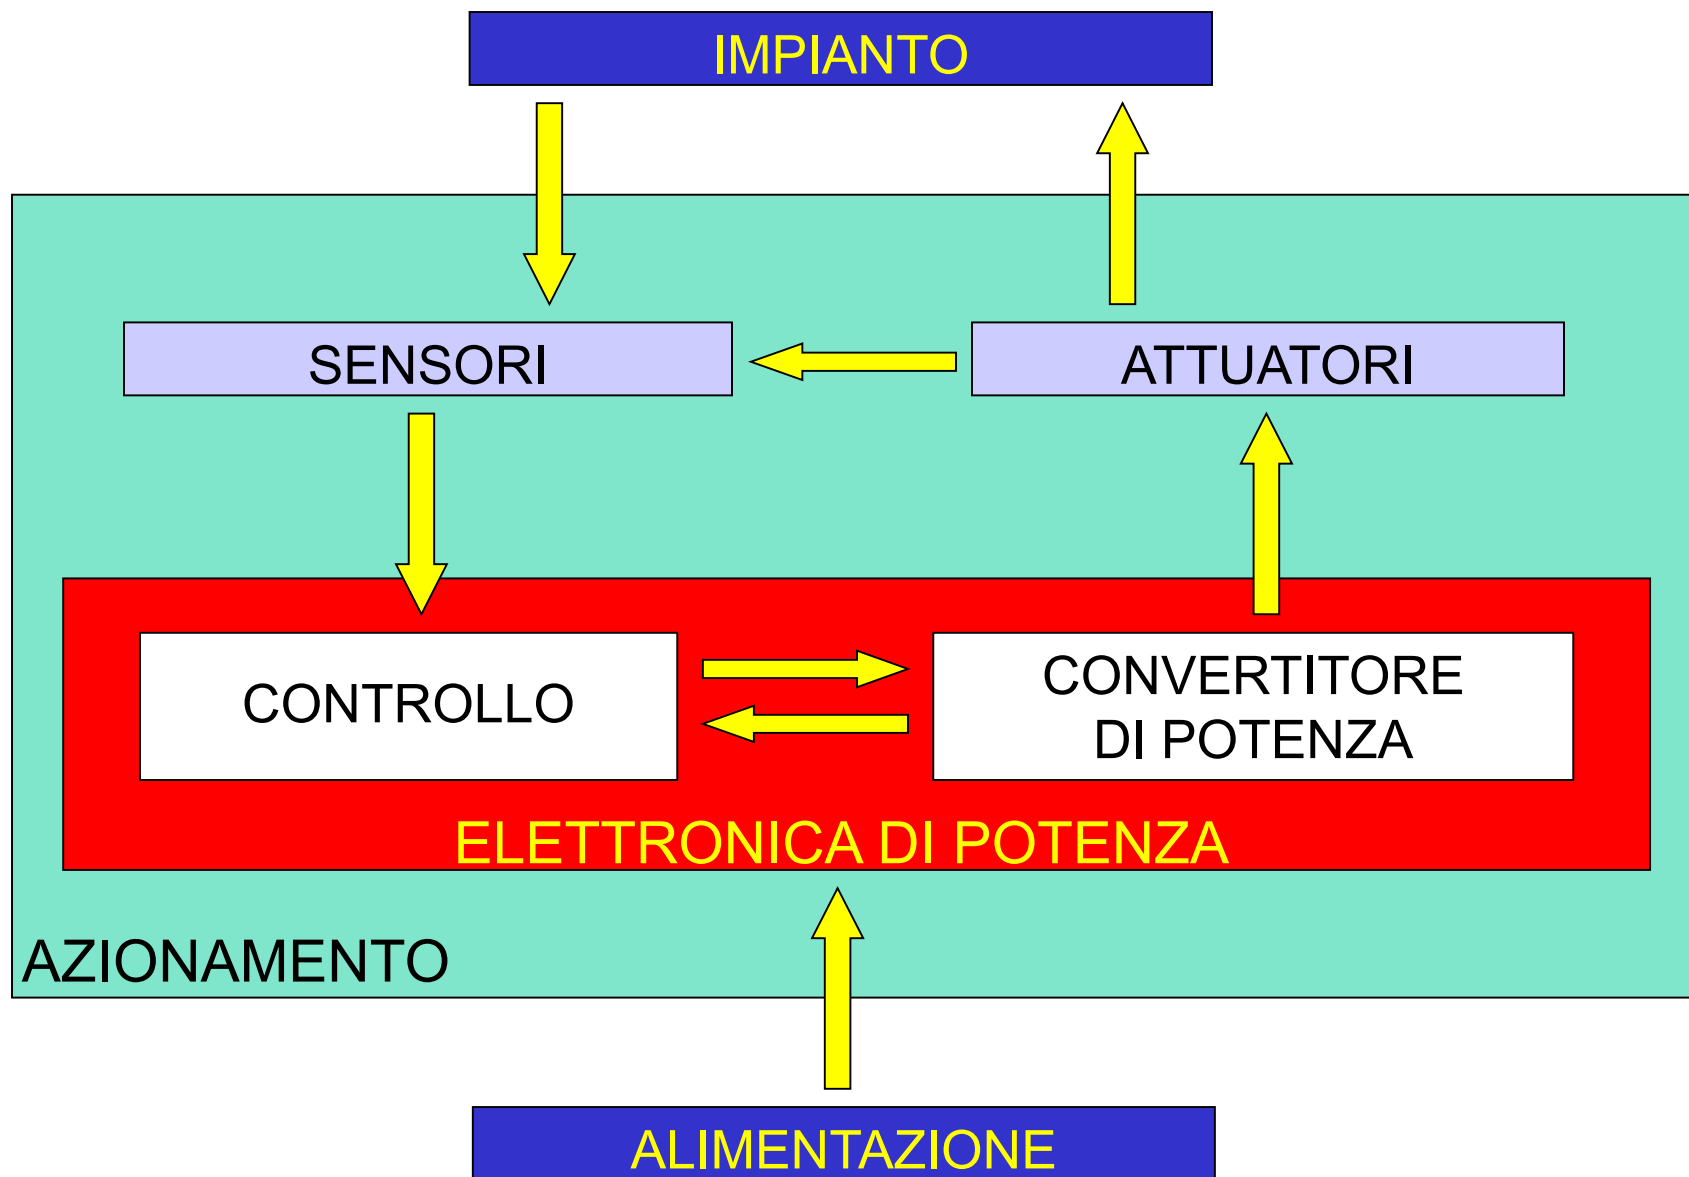 IMPIANTO
SENSORI
ATTUATORI
CONTROLLO
CONVERTITORE
DI POTENZA
ELETTRONICA DI POTENZA
AZIONAMENTO
ALIMENTAZIONE